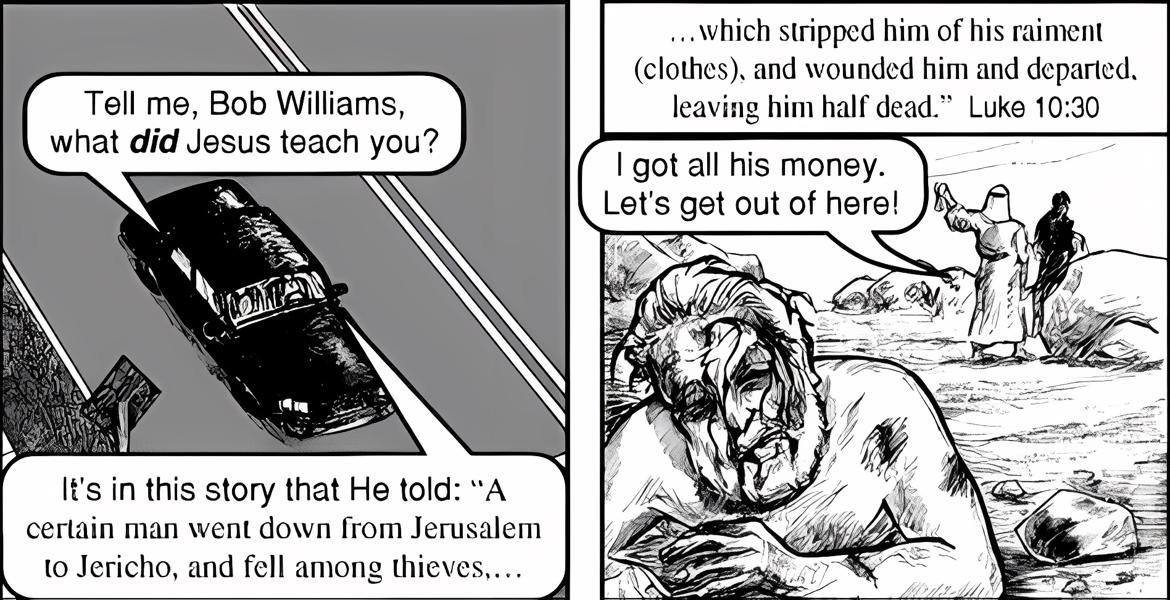 Tell me, Bob Williams,
what did Jesus teach you?
It's in this story that He told: “A
certain man went down from Jerusalem
to Jericho, and fell among thieves,...
...which stripped him of his raiment
(clothes), and wounded him and departed,
leaving him half dead.” Luke 10:30
I got all his money.
Let's get out of here!